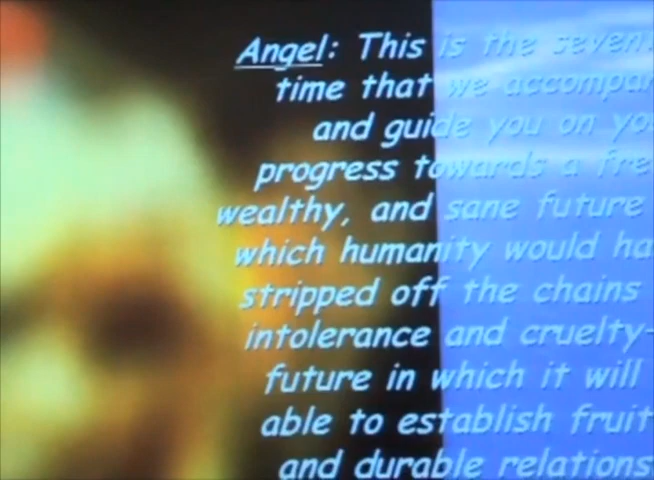 Angel: This is the seven
time that we accompa
and guide you on yo
progress towards a fre
wealthy, and sane future
which humanity would ha
stripped off the chains
intolerance and cruelty-
future in which it will
able to establish fruit
and durable relations